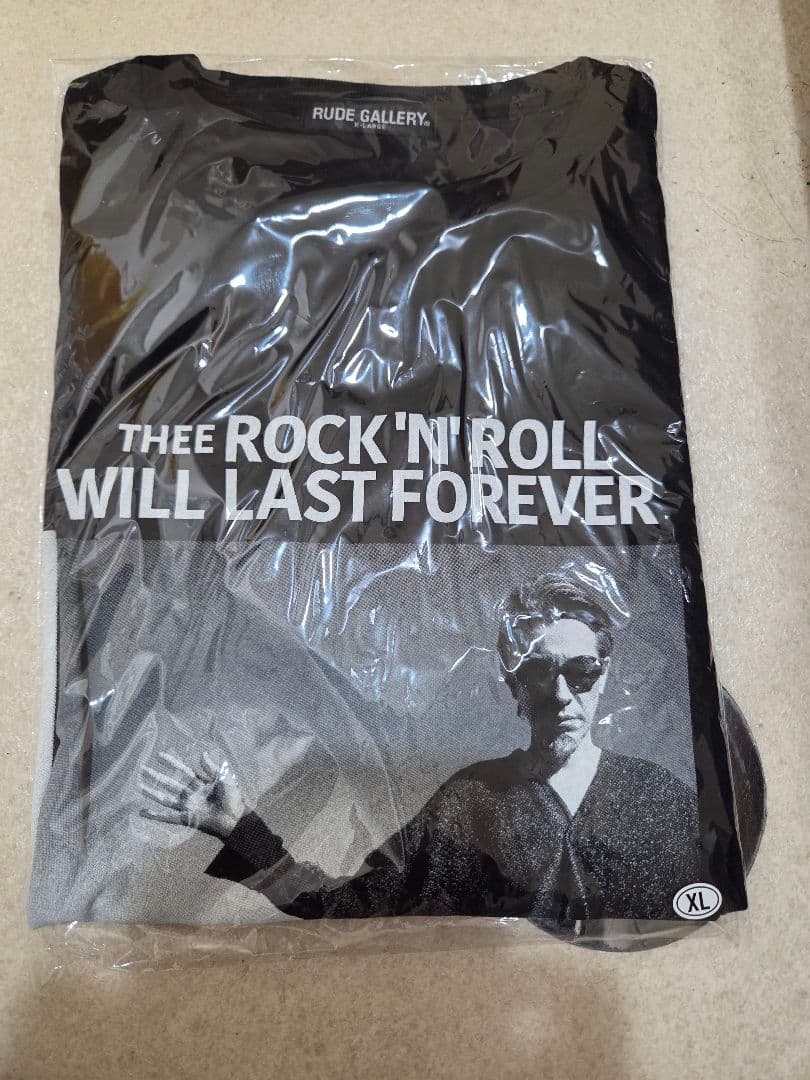 RUDE GALLERY®
X-LARGE
THEE ROCK 'N' ROLL
WILL LAST FOREVER
XL